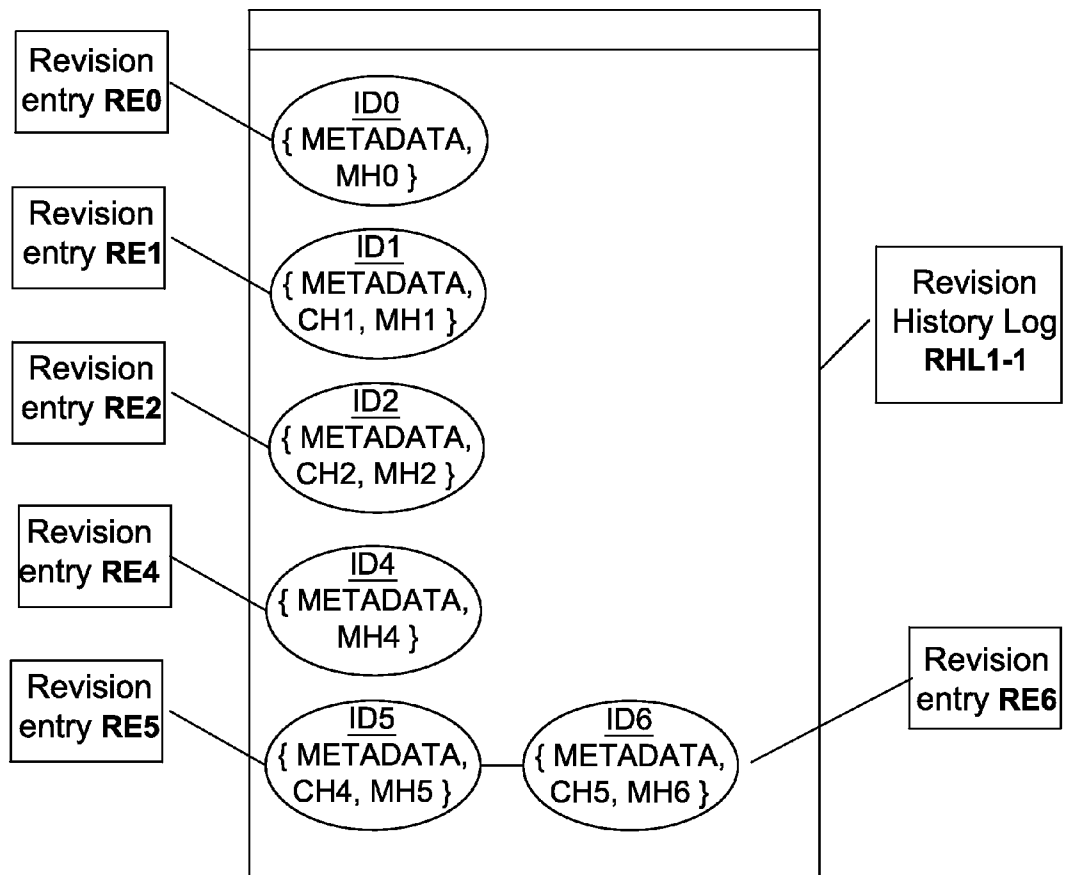 Revision
entry RE0
ID0
{ METADATA,
MH0 }
Revision
entry RE1
ID1
{ METADATA,
CH1, MH1 }
Revision
History Log
RHL1-1
Revision
entry RE2
ID2
{ METADATA,
CH2, MH2 }
Revision
entry RE4
ID4
{ METADATA,
MH4 }
Revision
entry RE5
ID5
{ METADATA,
CH4, MH5 }
ID6
{ METADATA,
CH5, MH6 }
Revision
entry RE6